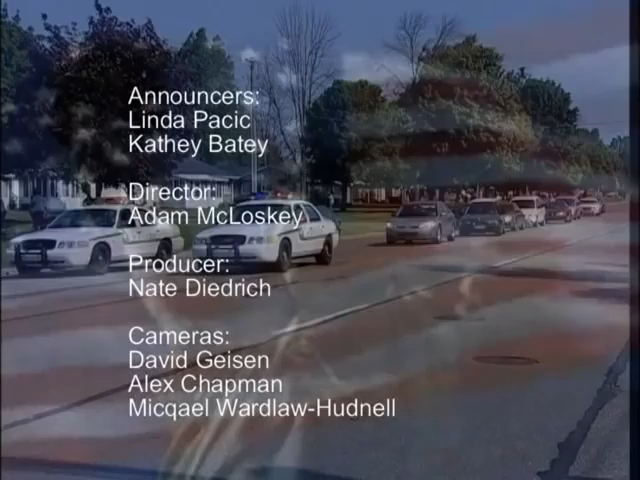 Announcers:
Linda Pacic
Kathey Batey
Director:
Adam McLoskey
Producer:
Nate Diedrich
Cameras:
David Geisen
Alex Chapman
Micqael Wardlaw-Hudnell